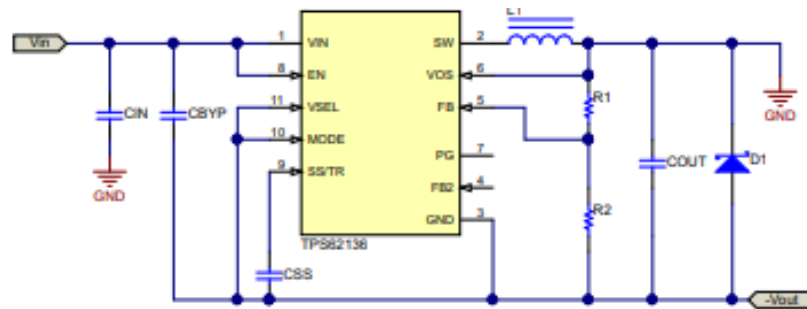 L1
Vin
1 VIN SW 2
8 EN VOS 6
11 VSEL FB 5
R1
GND
CIN CBYP
10 MODE
PG 7
9 SS/TR
COUT D1
GND
FB2 4
R2
GND 3
TPS62136
CSS
-Vout